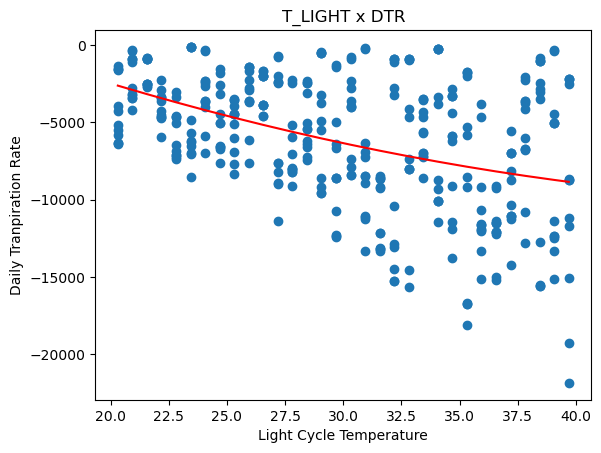 T_LIGHT x DTR
Daily Tranpiration Rate
0
−5000
−10000
−15000
−20000
20.0 22.5 25.0 27.5 30.0 32.5 35.0 37.5 40.0
Light Cycle Temperature